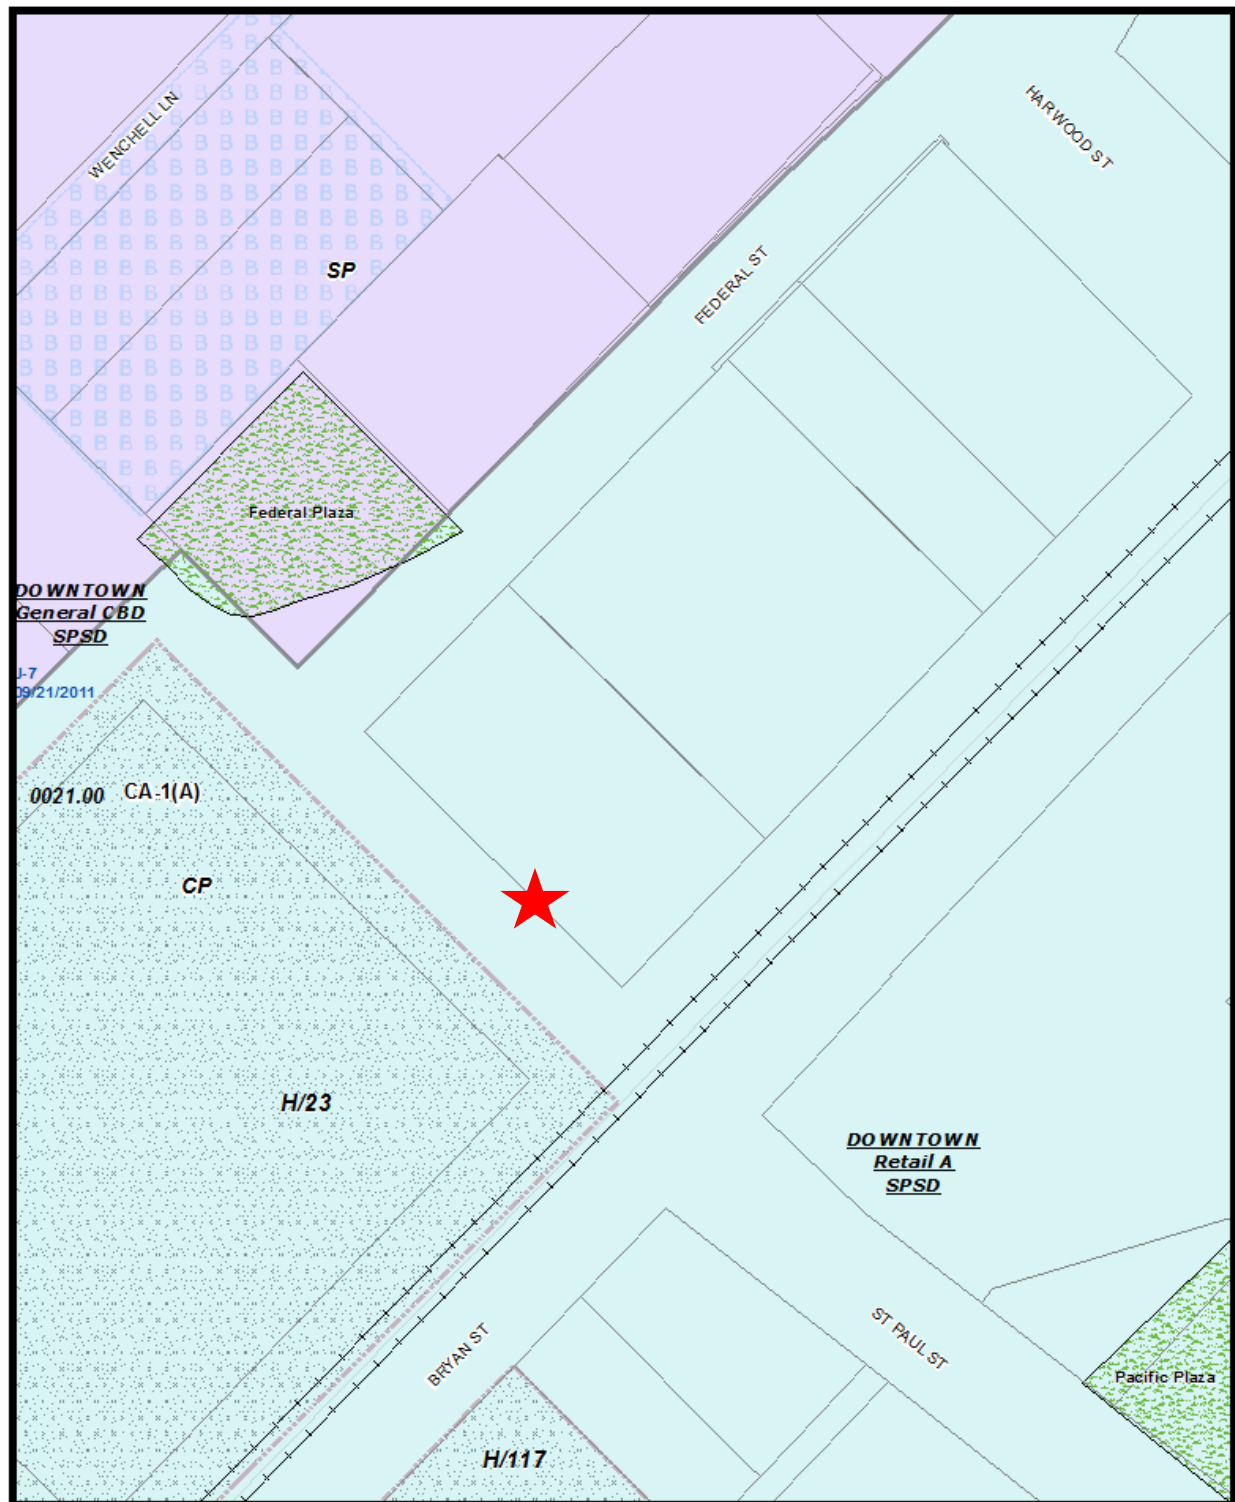 HARWOOD ST
WENCHELL LN
SP
FEDERAL ST
Federal Plaza
DOWNTOWN
General CBD
SPSD
J-7
09/21/2011
0021.00
CA-1(A)
CP
H/23
DOWNTOWN
Retail A
SPSD
BRYAN ST
ST PAUL ST
Pacific Plaza
H/117